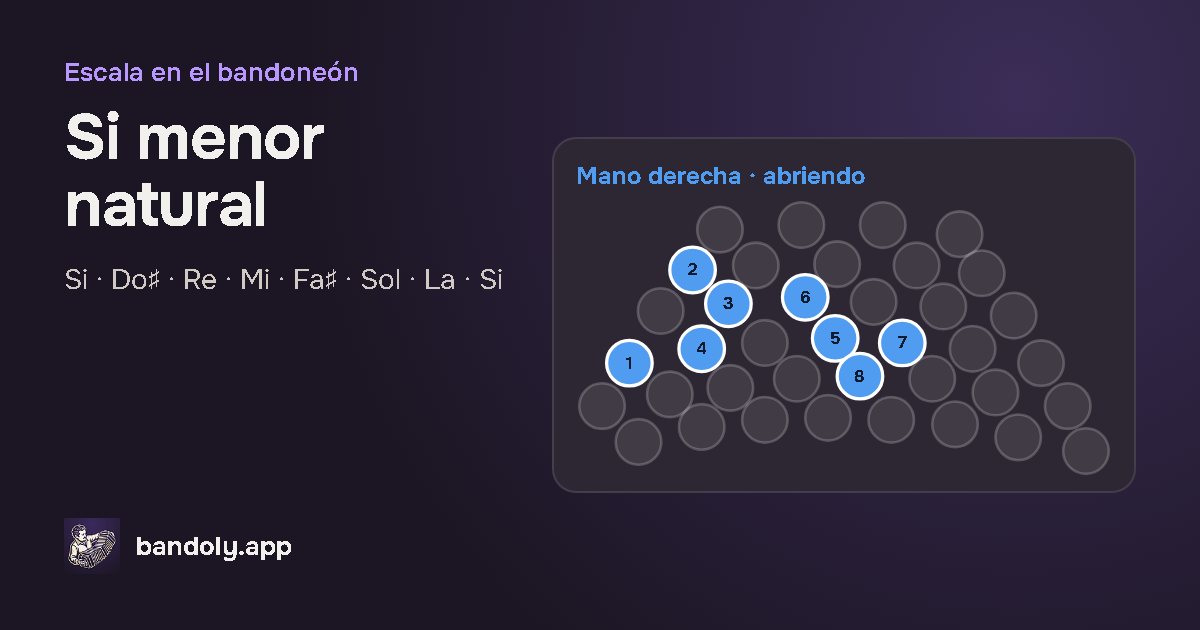 Escala en el bandoneón
Si menor
natural
Si · Do♯ · Re · Mi · Fa♯ · Sol · La · Si
Mano derecha · abriendo
2
6
3
5
7
4
1
8
bandoly.app